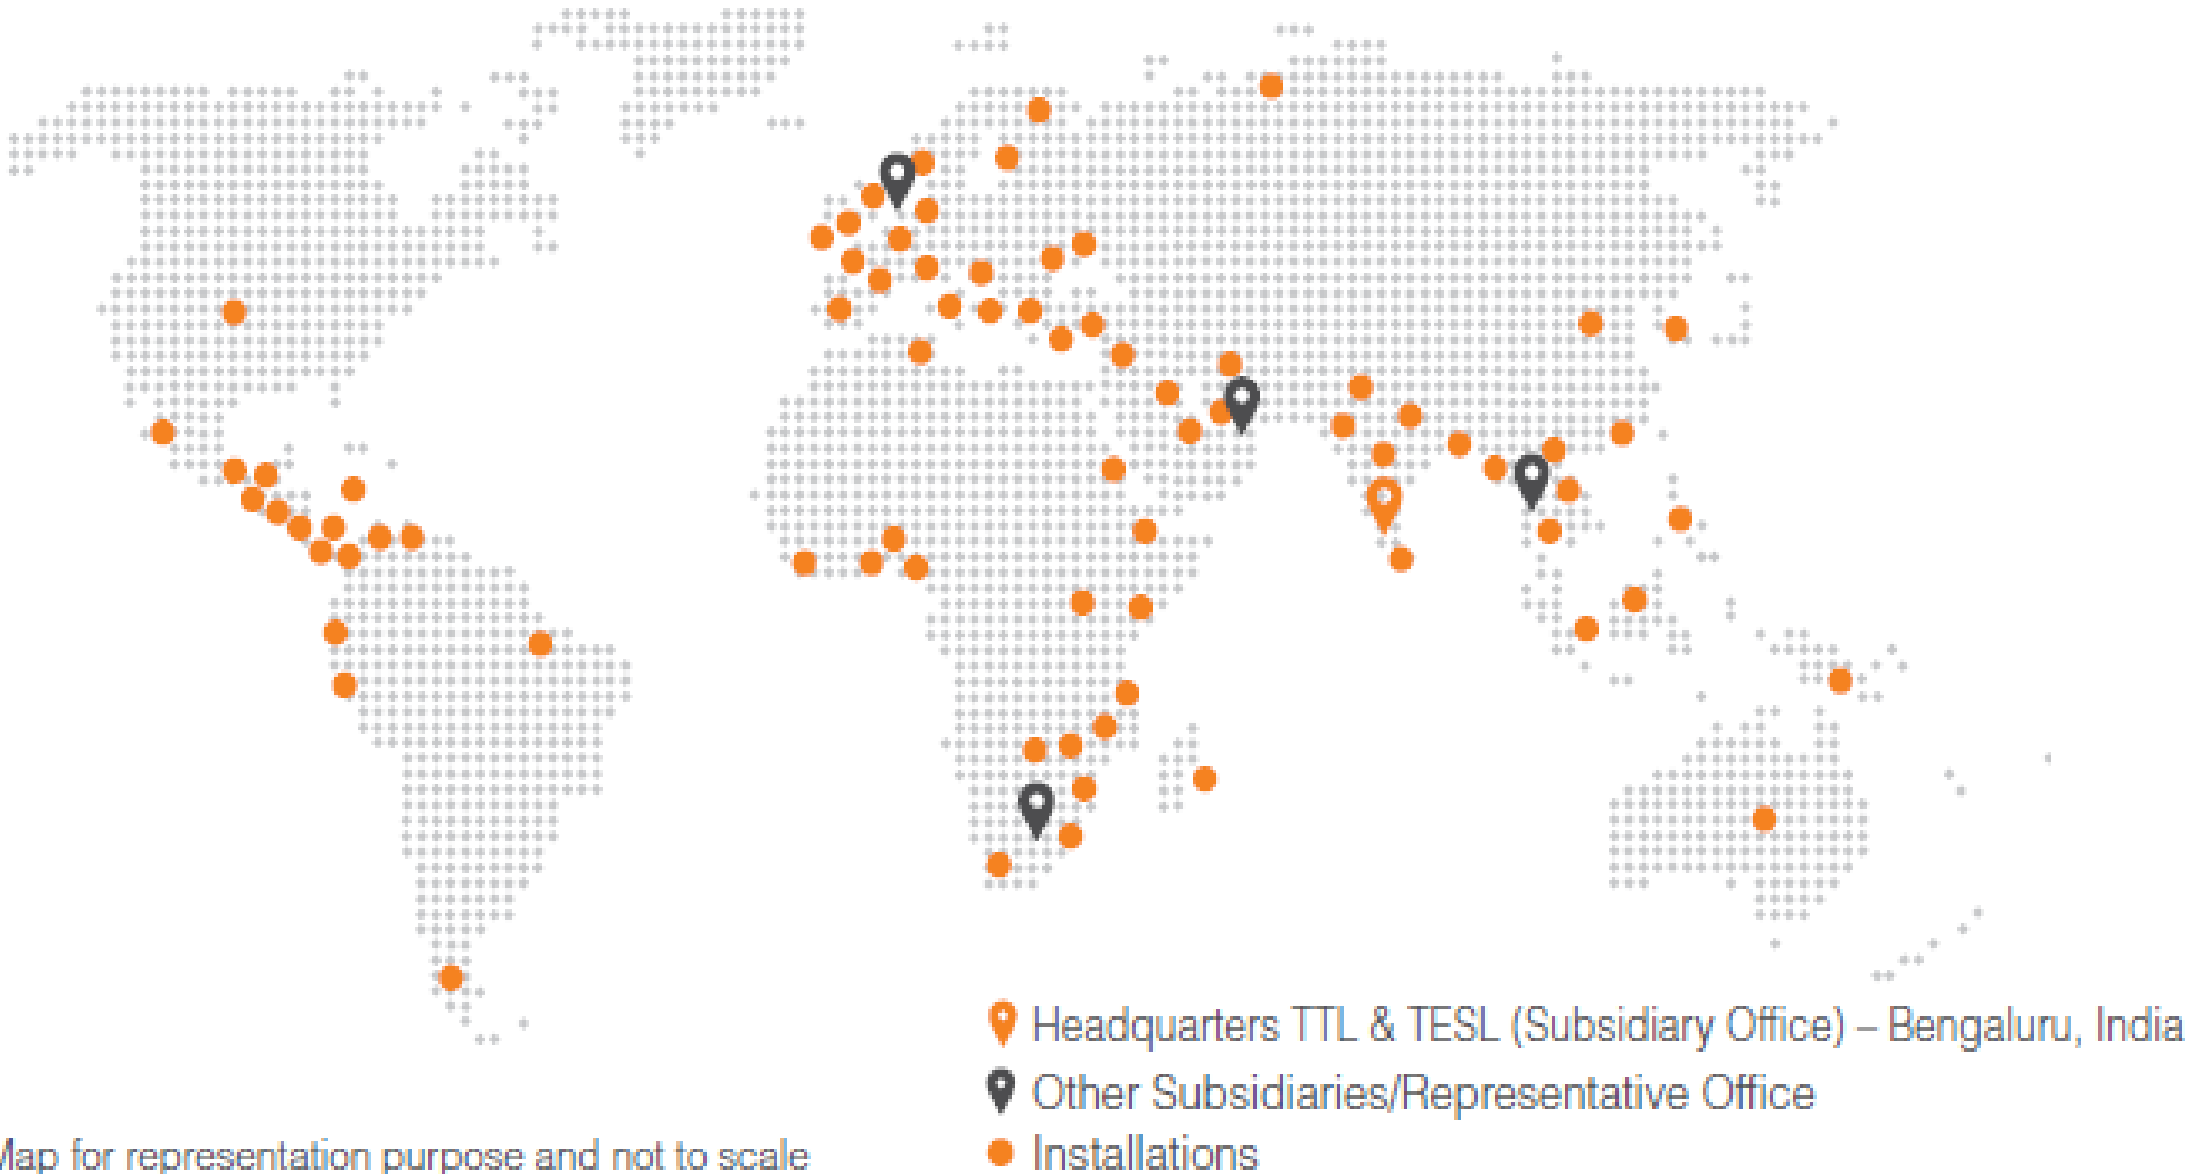 Headquarters TTL & TESL (Subsidiary Office) – Bengaluru, India
Other Subsidiaries/Representative Office
Installations
Map for representation purpose and not to scale